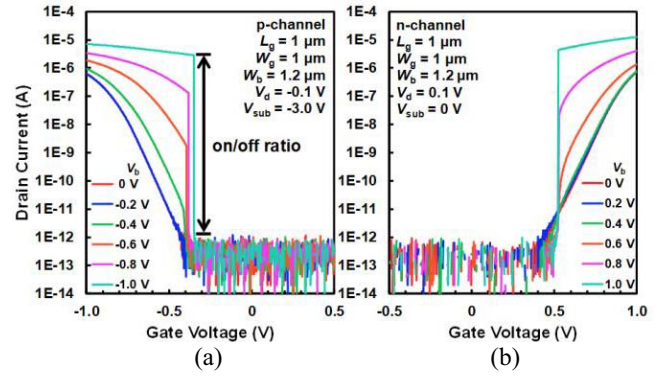 1E-4
1E-5
1E-6
1E-7
1E-8
1E-9
1E-10
1E-11
1E-12
1E-13
1E-14
Drain Current (A)
p-channel
Lg = 1 μm
Wg = 1 μm
Wb = 1.2 μm
Vd = -0.1 V
Vsub = -3.0 V
on/off ratio
Vb
0 V
-0.2 V
-0.4 V
-0.6 V
-0.8 V
-1.0 V
-1.0 -0.5 0 0.5
Gate Voltage (V)
(a)
1E-4
1E-5
1E-6
1E-7
1E-8
1E-9
1E-10
1E-11
1E-12
1E-13
1E-14
n-channel
Lg = 1 μm
Wg = 1 μm
Wb = 1.2 μm
Vd = 0.1 V
Vsub = 0 V
Vb
0 V
0.2 V
0.4 V
0.6 V
0.8 V
1.0 V
-0.5 0 0.5 1.0
Gate Voltage (V)
(b)